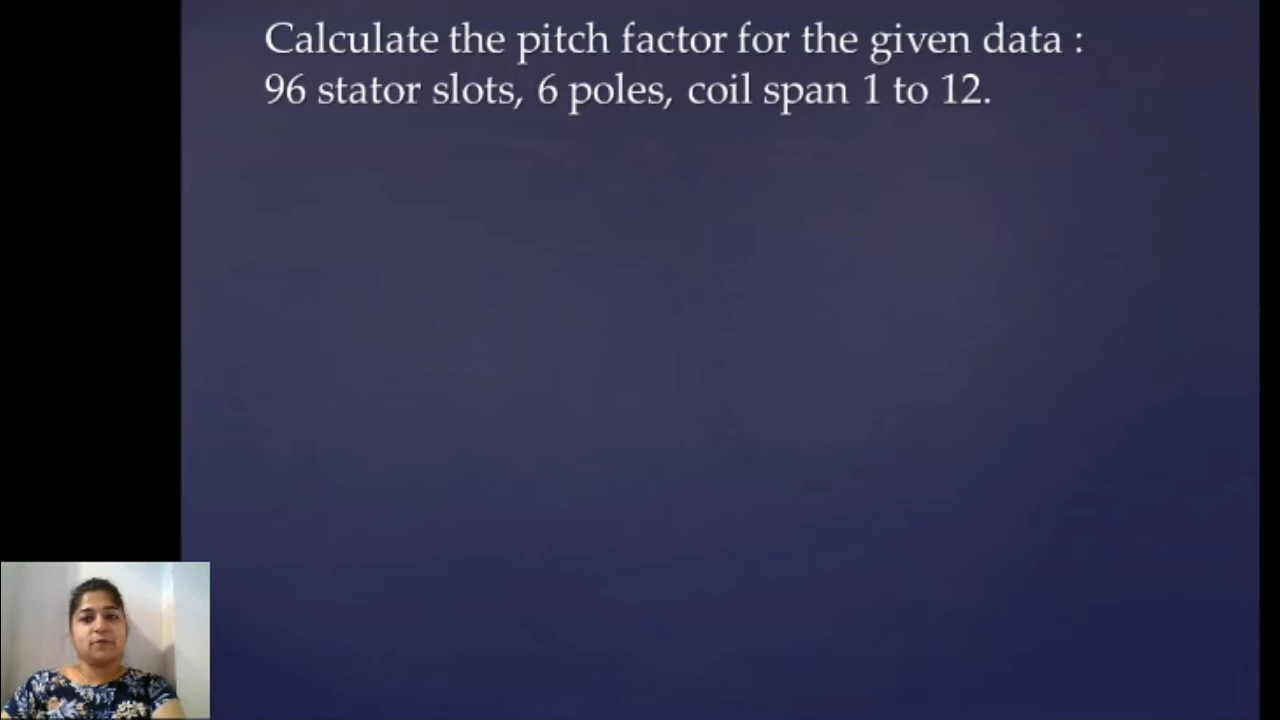 Calculate the pitch factor for the given data :
96 stator slots, 6 poles, coil span 1 to 12.